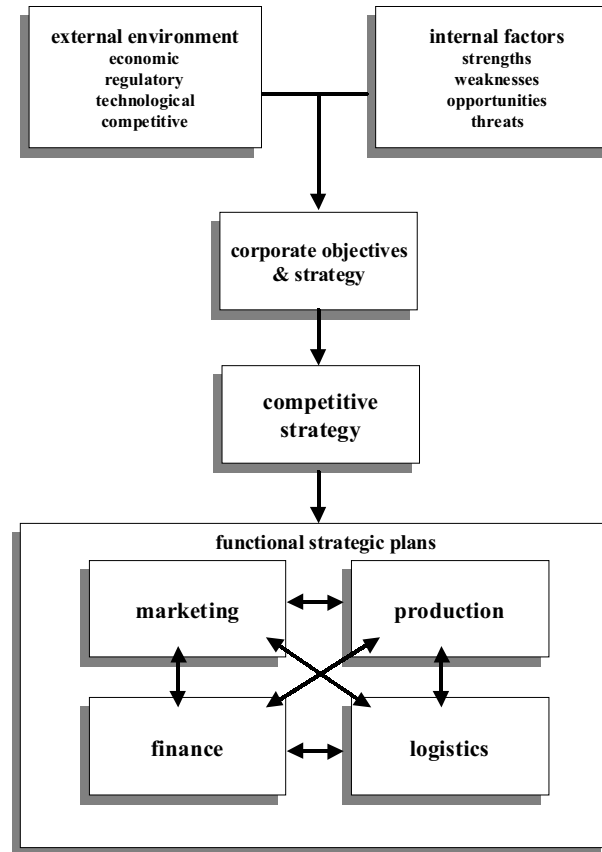 external environment
economic
regulatory
technological
competitive
internal factors
strengths
weaknesses
opportunities
threats
corporate objectives
& strategy
competitive
strategy
functional strategic plans
marketing
production
finance
logistics